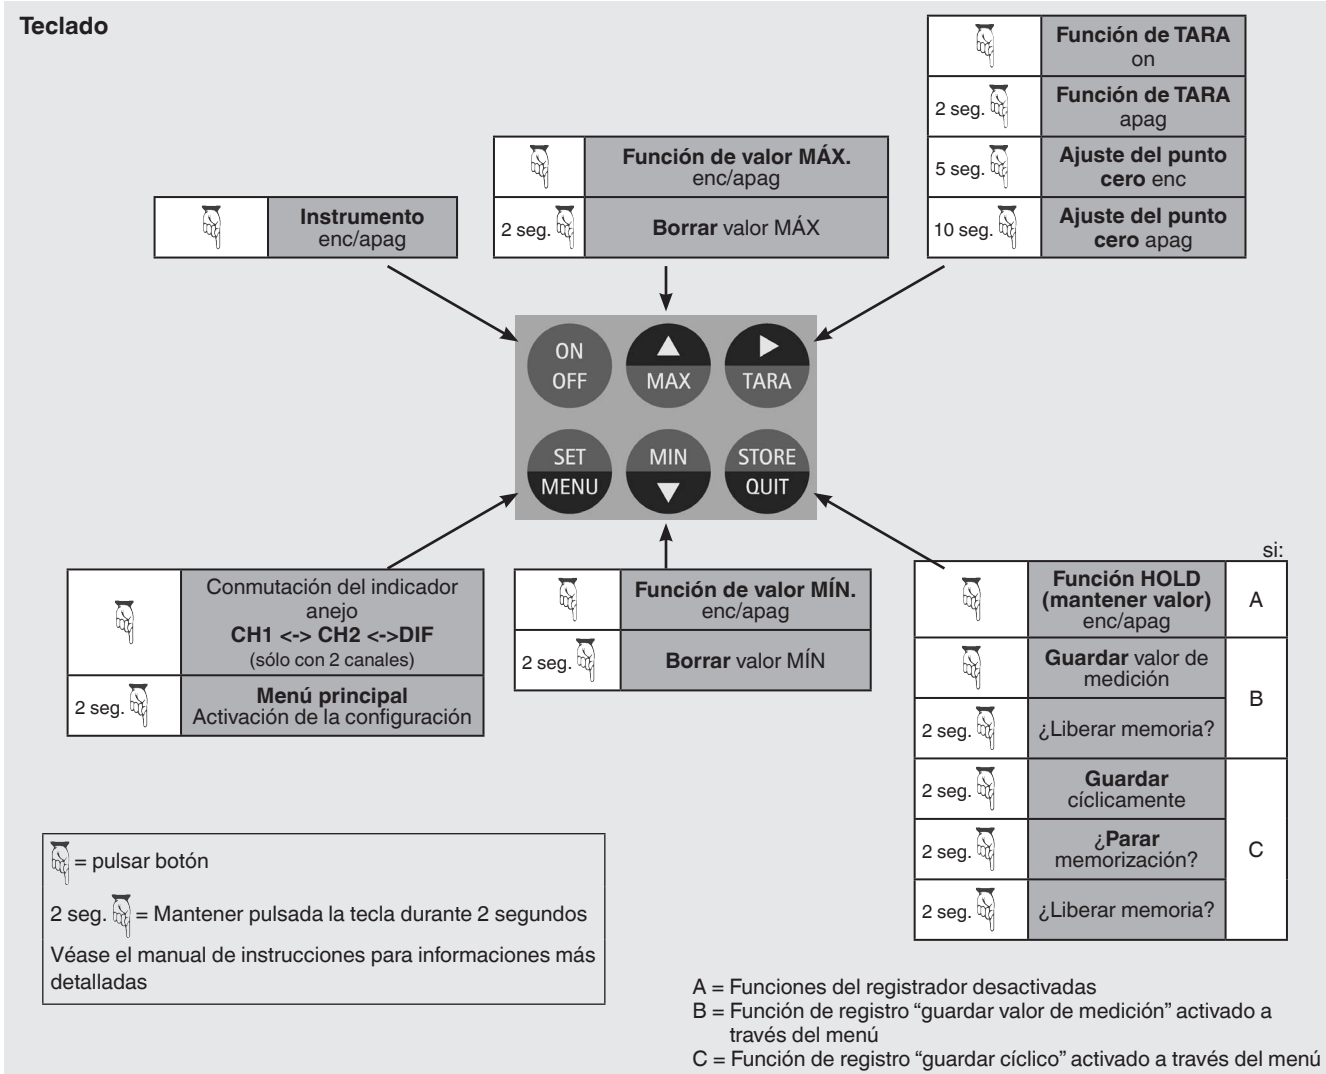 Teclado
Función de TARA
on
2 seg.
Función de TARA
apag
5 seg.
Ajuste del punto
cero enc
10 seg.
Ajuste del punto
cero apag
Función de valor MÁX.
enc/apag
2 seg.
Borrar valor MÁX
Instrumento
enc/apag
ON
OFF
MAX
TARA
SET
MENU
MIN
STORE
QUIT
Conmutación del indicador
anejo
CH1 <-> CH2 <->DIF
(sólo con 2 canales)
2 seg.
Menú principal
Activación de la configuración
Función de valor MÍN.
enc/apag
2 seg.
Borrar valor MÍN
si:
Función HOLD
(mantener valor)
enc/apag
A
Guardar valor de
medición
B
2 seg.
¿Liberar memoria?
2 seg.
Guardar
cíclicamente
2 seg.
¿Parar
memorización?
C
2 seg.
¿Liberar memoria?
= pulsar botón
2 seg. = Mantener pulsada la tecla durante 2 segundos
Véase el manual de instrucciones para informaciones más
detalladas
A = Funciones del registrador desactivadas
B = Función de registro “guardar valor de medición” activado a
través del menú
C = Función de registro “guardar cíclico” activado a través del menú